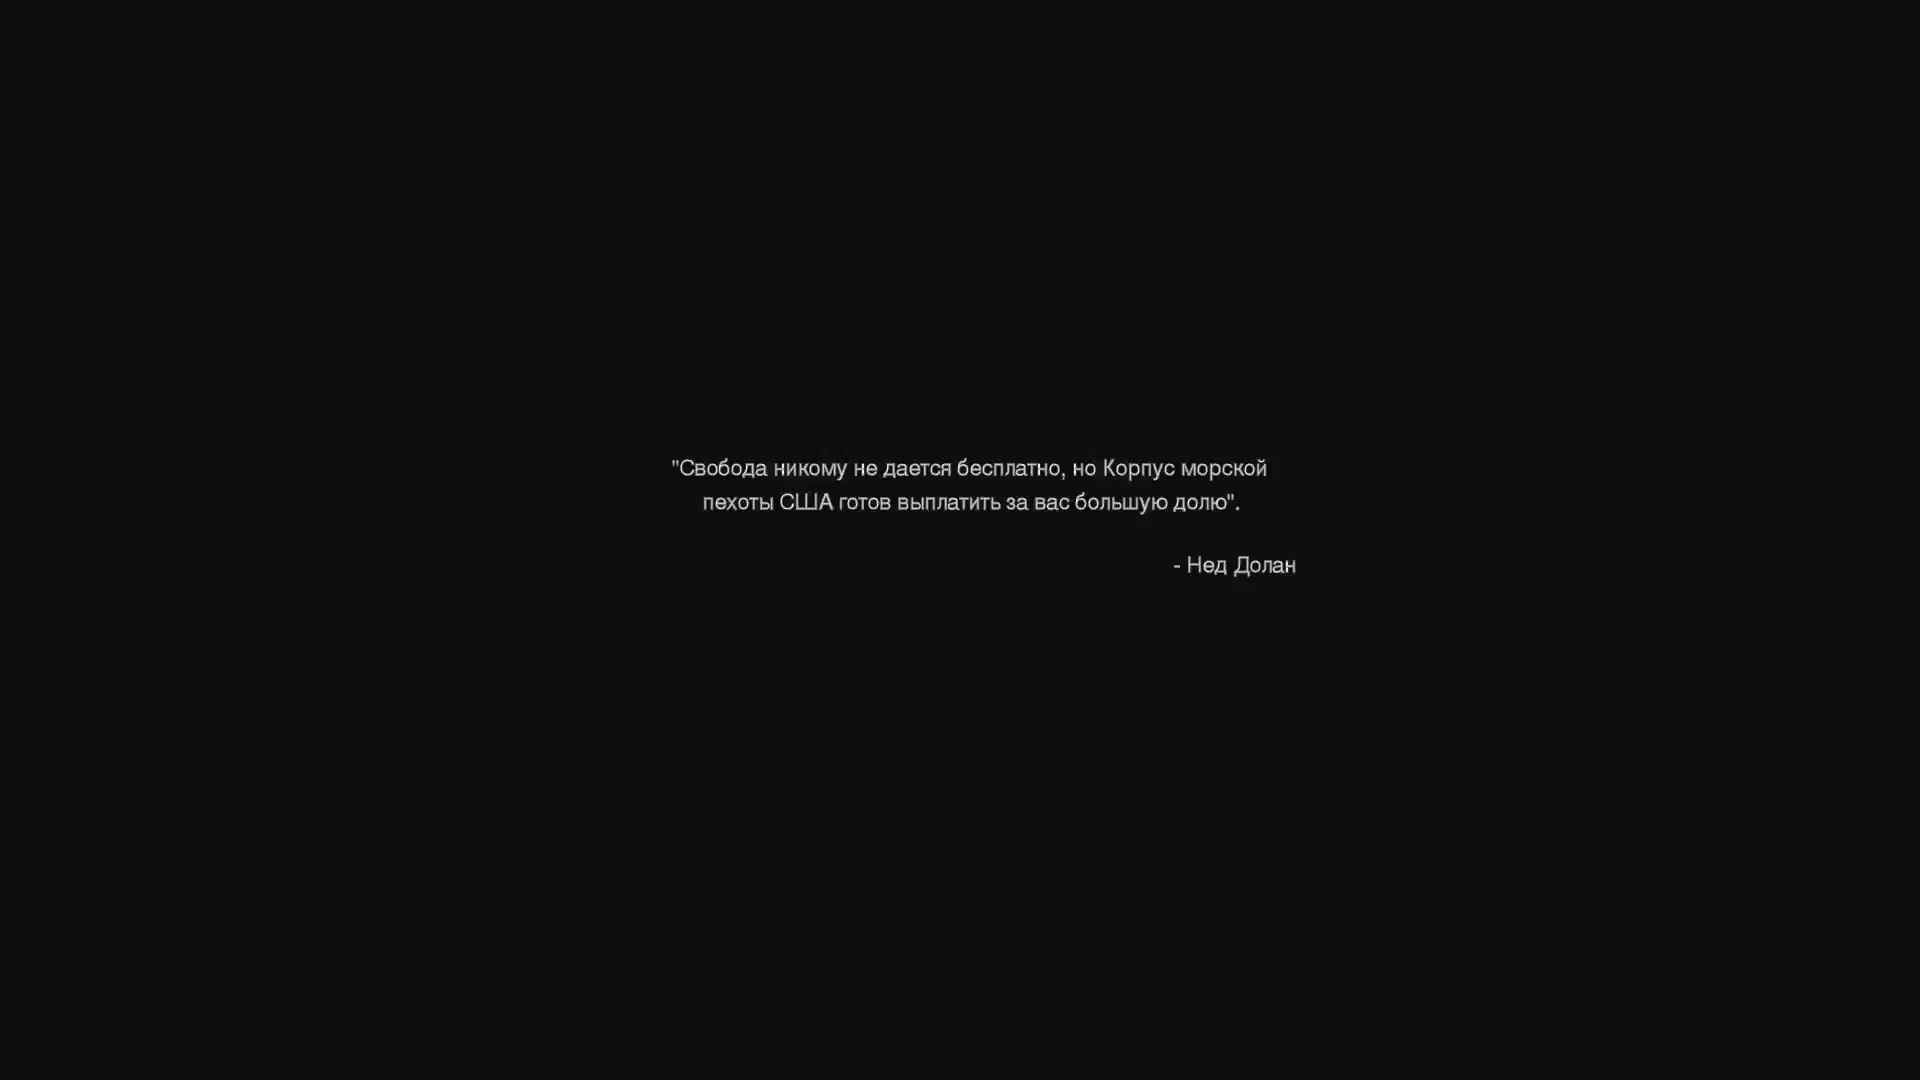 "Свобода никому не дается бесплатно, но Корпус морской
пехоты США готов выплатить за вас большую долю".
- Нед Долан